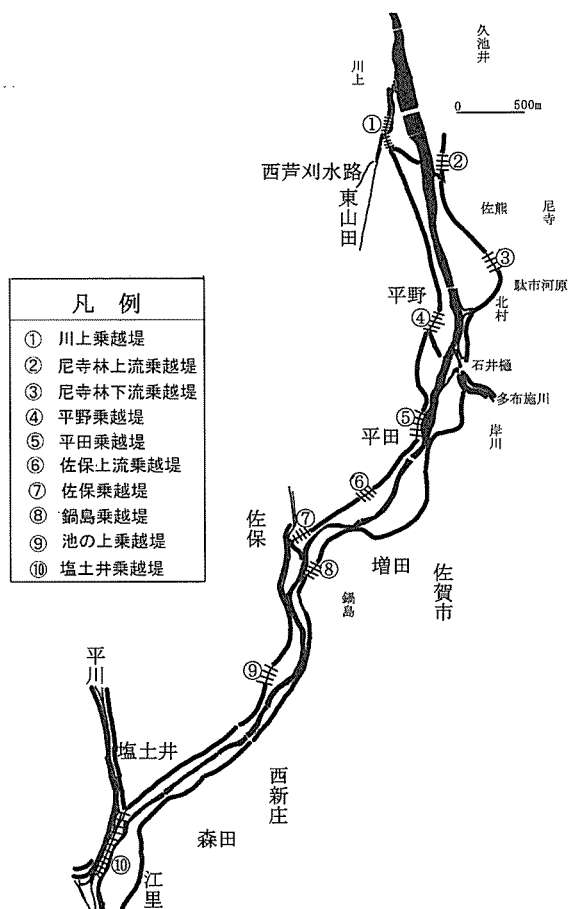 久池井
川上
0 500m
①
②
西芦刈水路
東山田
佐熊
尼寺
③
駄市河原
北村
平野
④
石井樋
多布施川
岸川
⑤
平田
凡 例
① 川上乗越堤
② 尼寺林上流乗越堤
③ 尼寺林下流乗越堤
④ 平野乗越堤
⑤ 平田乗越堤
⑥ 佐保上流乗越堤
⑦ 佐保乗越堤
⑧ 鍋島乗越堤
⑨ 池の上乗越堤
⑩ 塩土井乗越堤
⑥
佐保
⑦
⑧
増田
佐賀市
鍋島
平川
⑨
塩土井
西新庄
森田
⑩
江里